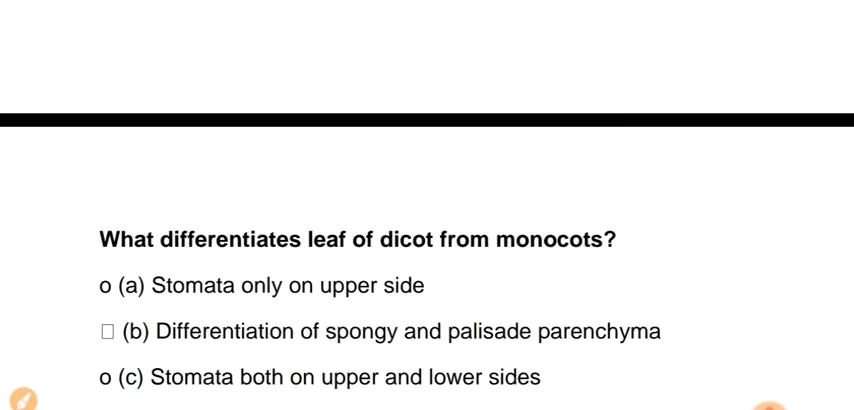 What differentiates leaf of dicot from monocots?
o (a) Stomata only on upper side
□ (b) Differentiation of spongy and palisade parenchyma
o (c) Stomata both on upper and lower sides